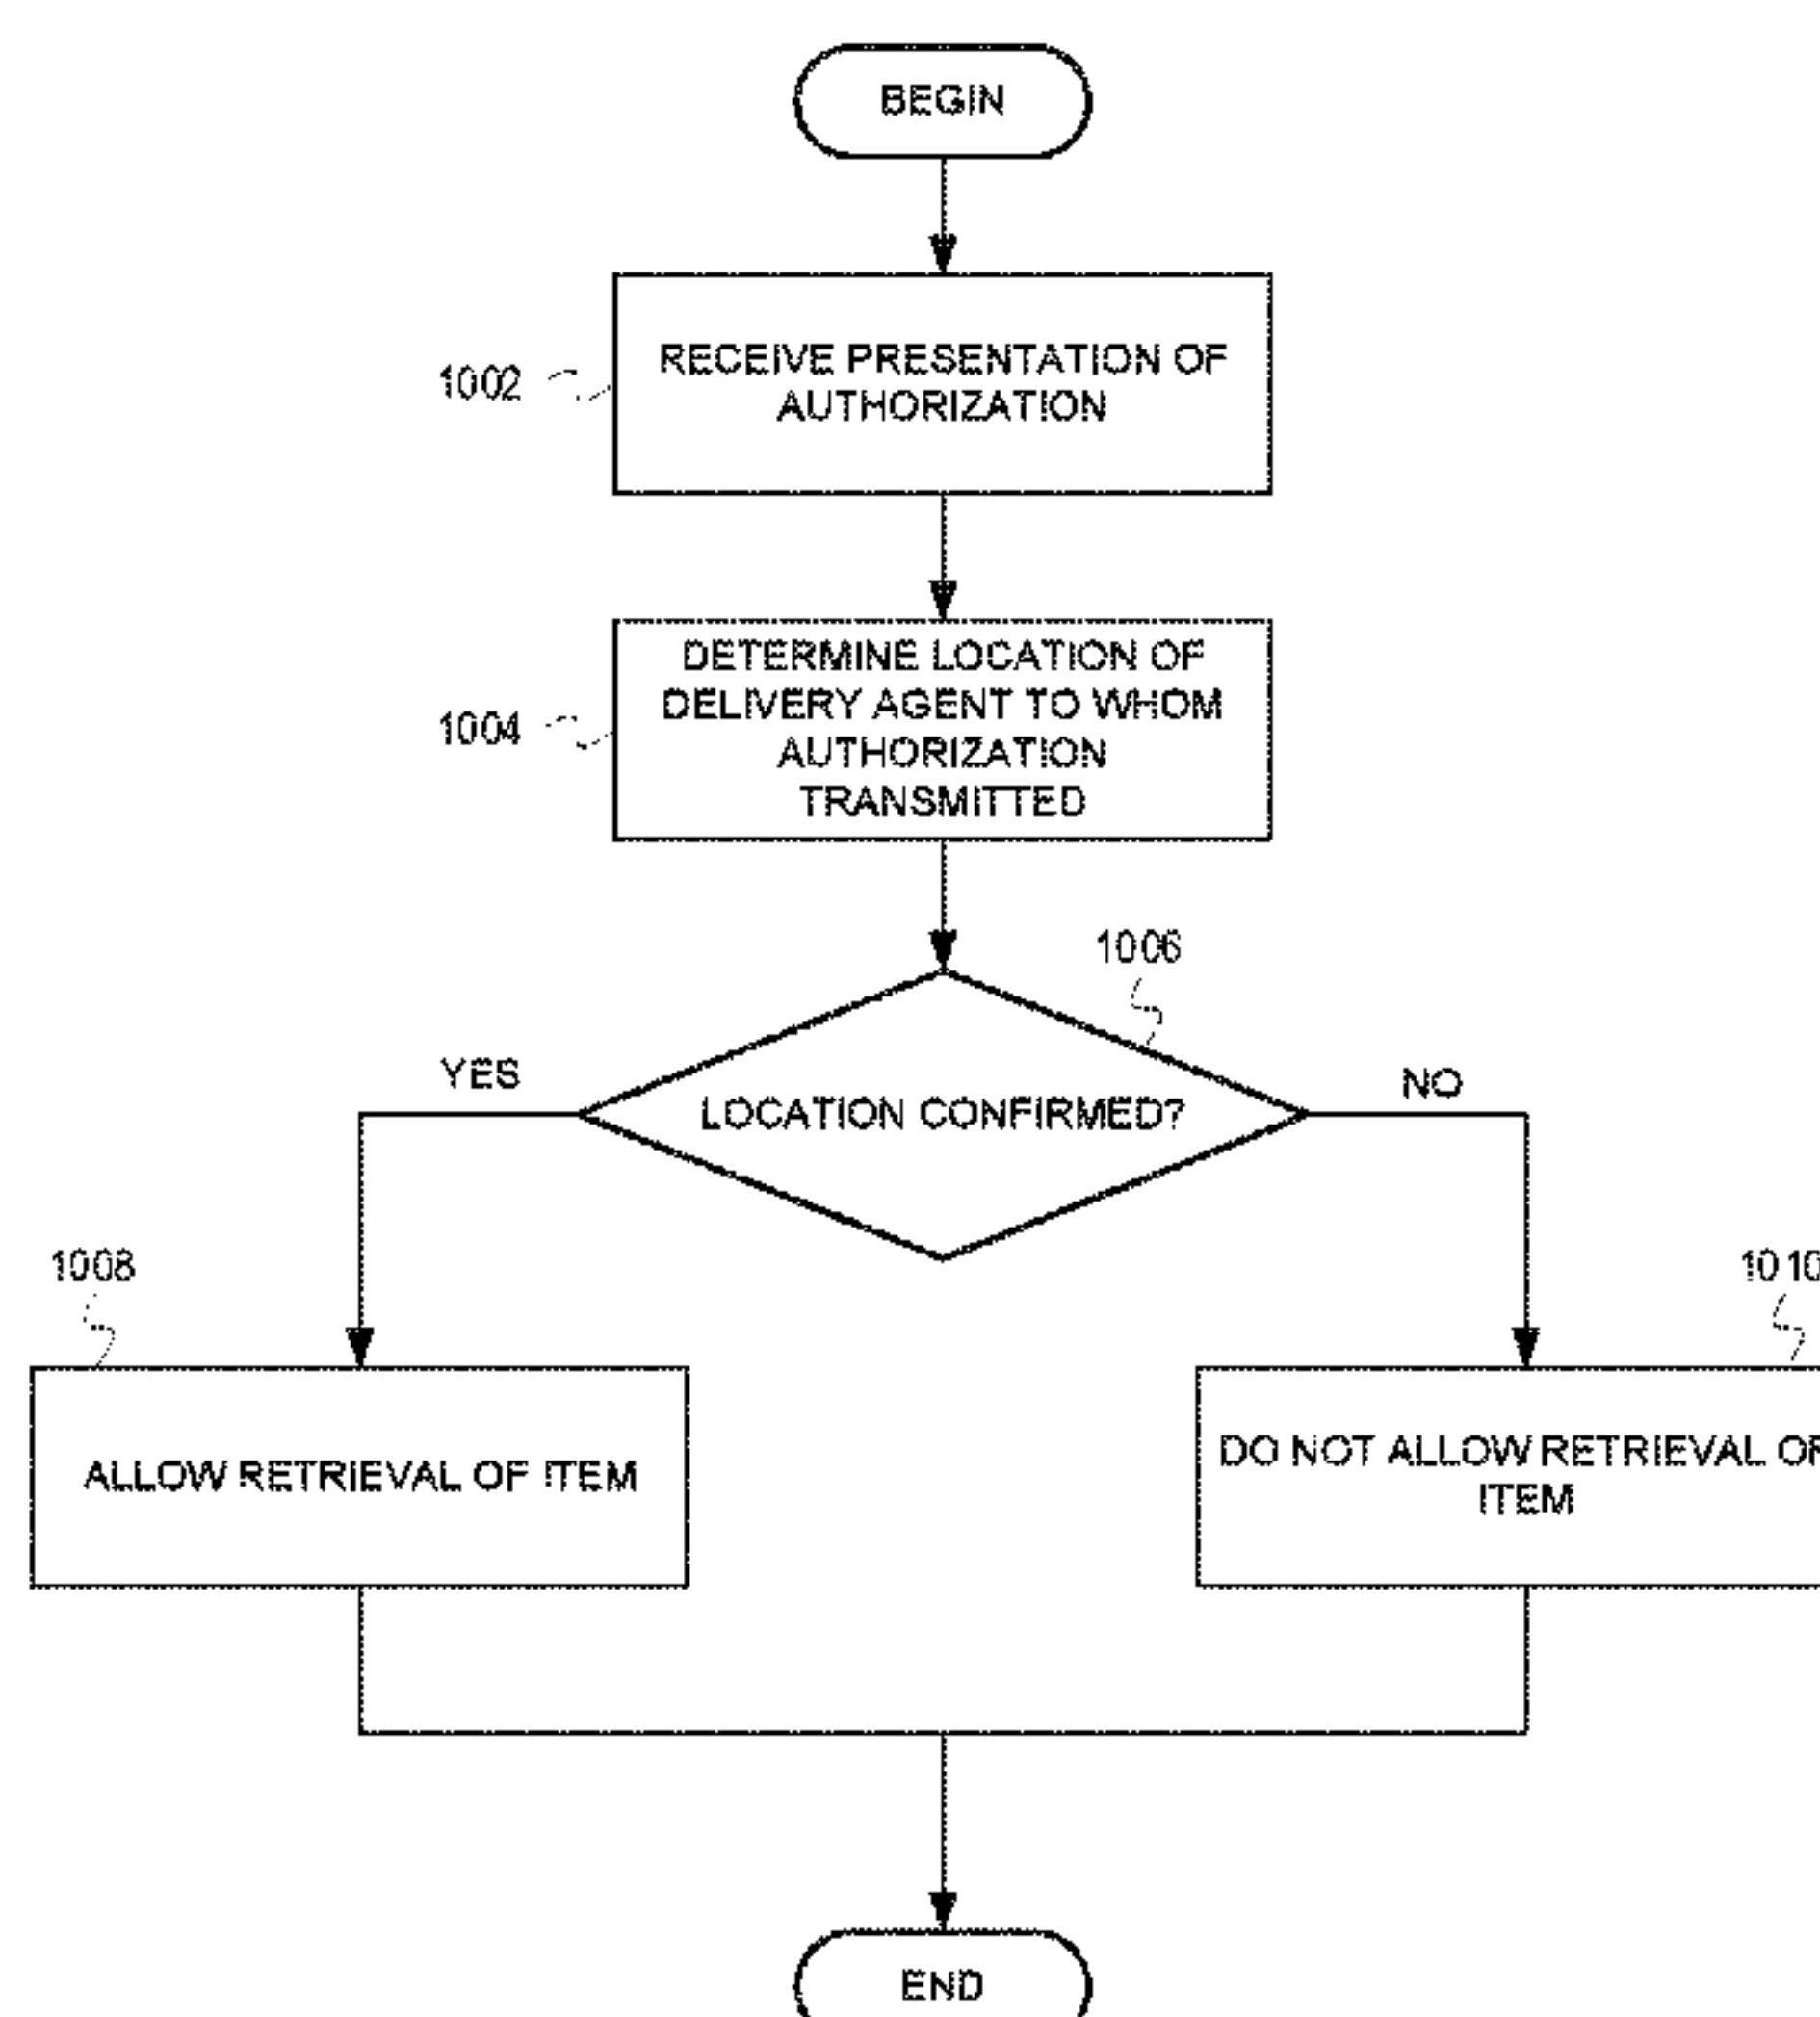 BEGIN
1002
RECEIVE PRESENTATION OF
AUTHORIZATION
1004
DETERMINE LOCATION OF
DELIVERY AGENT TO WHOM
AUTHORIZATION
TRANSMITTED
1006
YES
LOCATION CONFIRMED?
NO
1008
1010
ALLOW RETRIEVAL OF ITEM
DO NOT ALLOW RETRIEVAL OF
ITEM
END